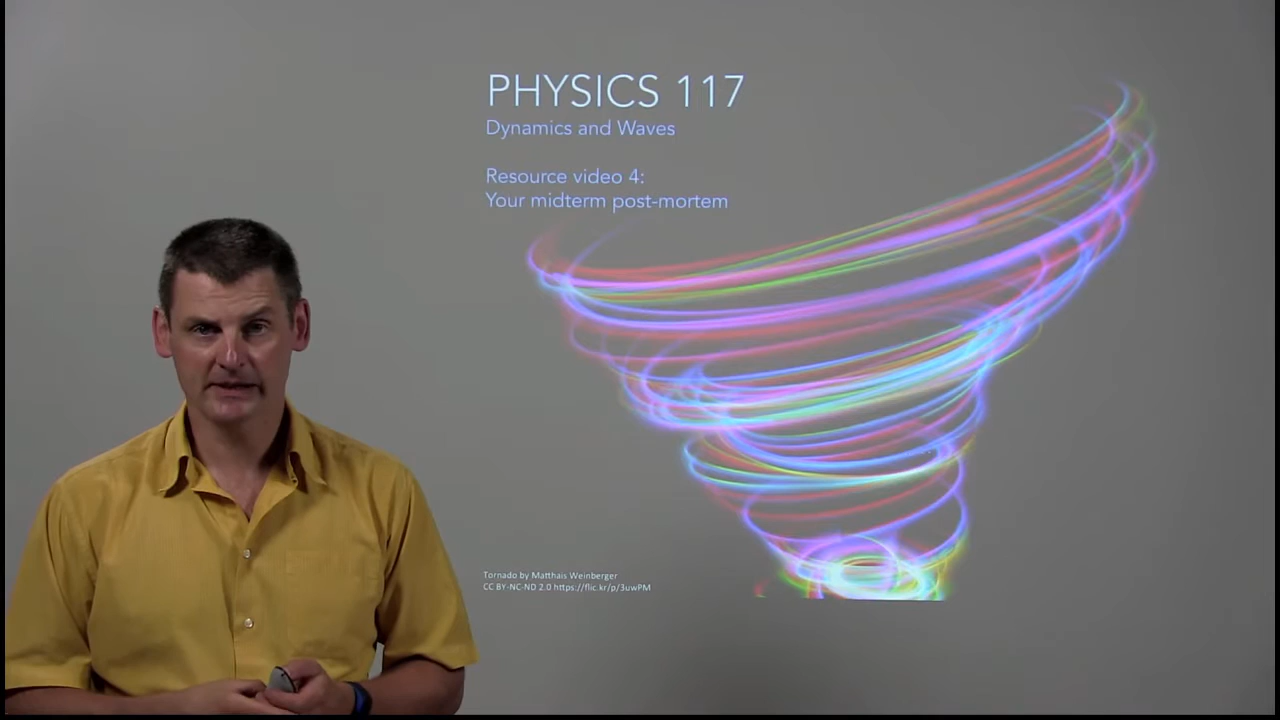 PHYSICS 117
Dynamics and Waves
Resource video 4:
Your midterm post-mortem
Tornado by Matthais Weinberger
CC BY-NC-ND 2.0 https://flic.kr/p/3uwPM